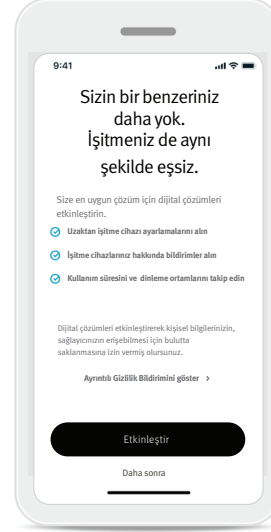 9:41
Sizin bir benzeriniz
daha yok.
İşitmeniz de aynı
şekilde eşsiz.
Size en uygun çözüm için dijital çözümleri
etkinleştirin.
Uzaktan işitme cihazı ayarlamalarını alın
İşitme cihazlarınız hakkında bildirimler alın
Kullanım süresini ve dinleme ortamlarını takip edin
Dijital çözümleri etkinleştirerek kişisel bilgilerinizin,
sağlayıcınızın erişebilmesi için bulutta
saklanmasına izin vermiş olursunuz.
Ayrıntılı Gizlilik Bildirimini göster ›
Etkinleştir
Daha sonra